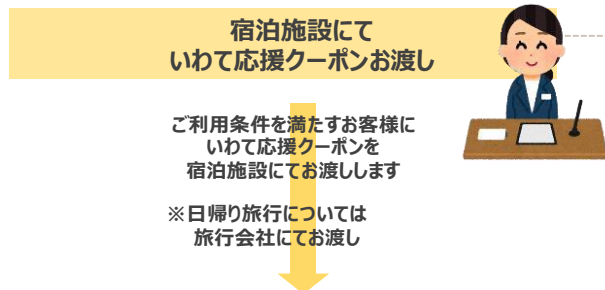 宿泊施設にて
いわて応援クーポンお渡し
ご利用条件を満たすお客様に
いわて応援クーポンを
宿泊施設にてお渡しします
※日帰り旅行については
旅行会社にてお渡し